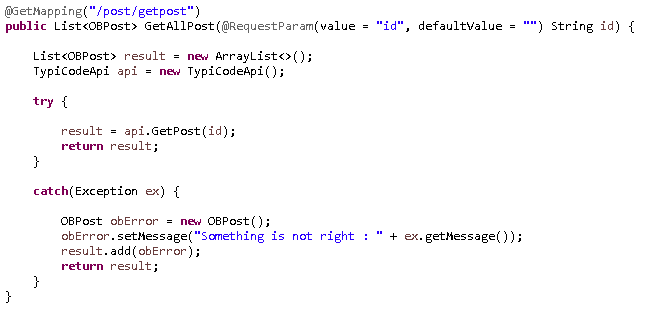 @GetMapping("/post/getpost")
public List<OBPost> GetAllPost(@RequestParam(value = "id", defaultValue = "") String id) {
List<OBPost> result = new ArrayList<>();
TypiCodeApi api = new TypiCodeApi();
try {
result = api.GetPost(id);
return result;
}
catch(Exception ex) {
OBPost obError = new OBPost();
obError.setMessage("Something is not right : " + ex.getMessage());
result.add(obError);
return result;
}
}